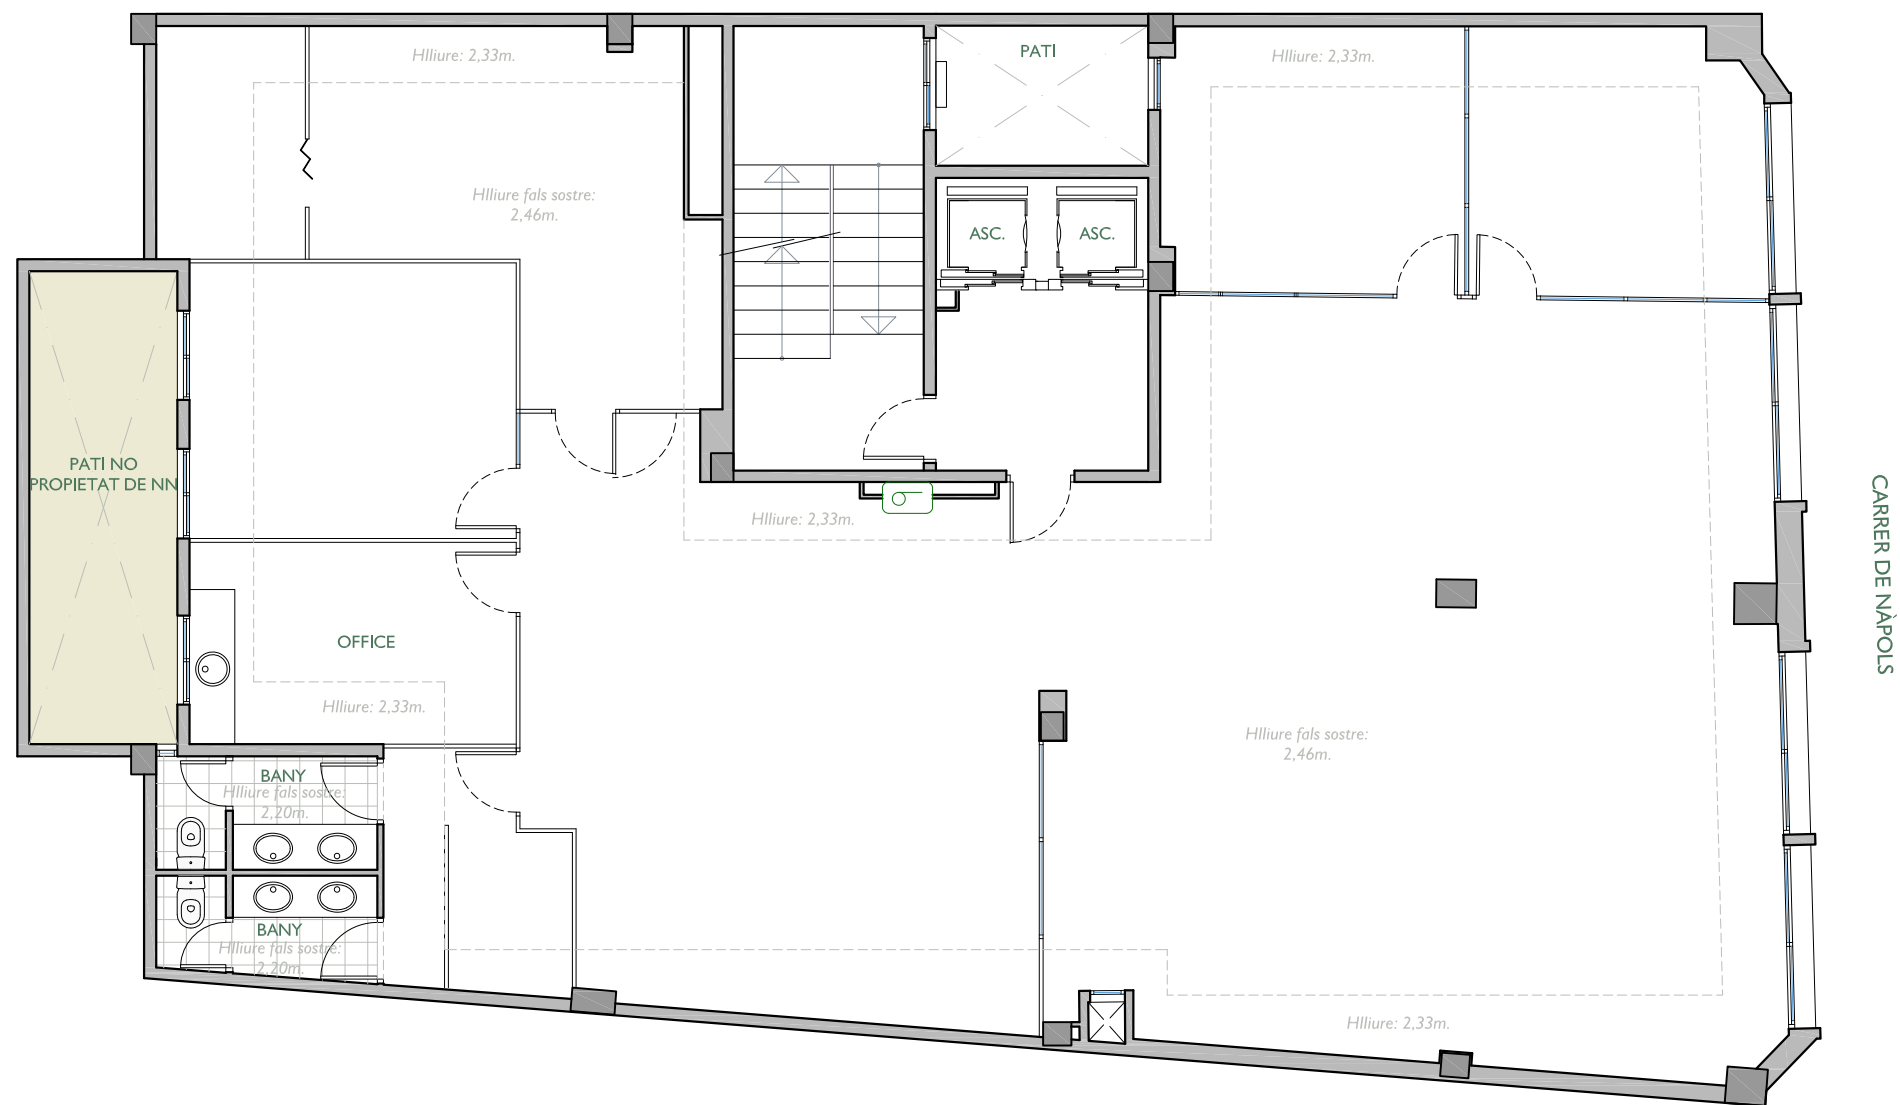 Hlliure: 2,33m.
PATÍ
Hlliure: 2,33m.
Hlliure fals sostre:
2,46m.
ASC.
ASC.
PATÍ NO
PROPIETAT DE NN
Hlliure: 2,33m.
CARRER DE NÀPOLS
OFFICE
Hlliure: 2,33m.
Hlliure fals sostre:
2,46m.
BANY
Hlliure fals sostre:
2,20m.
BANY
Hlliure fals sostre:
2,20m.
Hlliure: 2,33m.